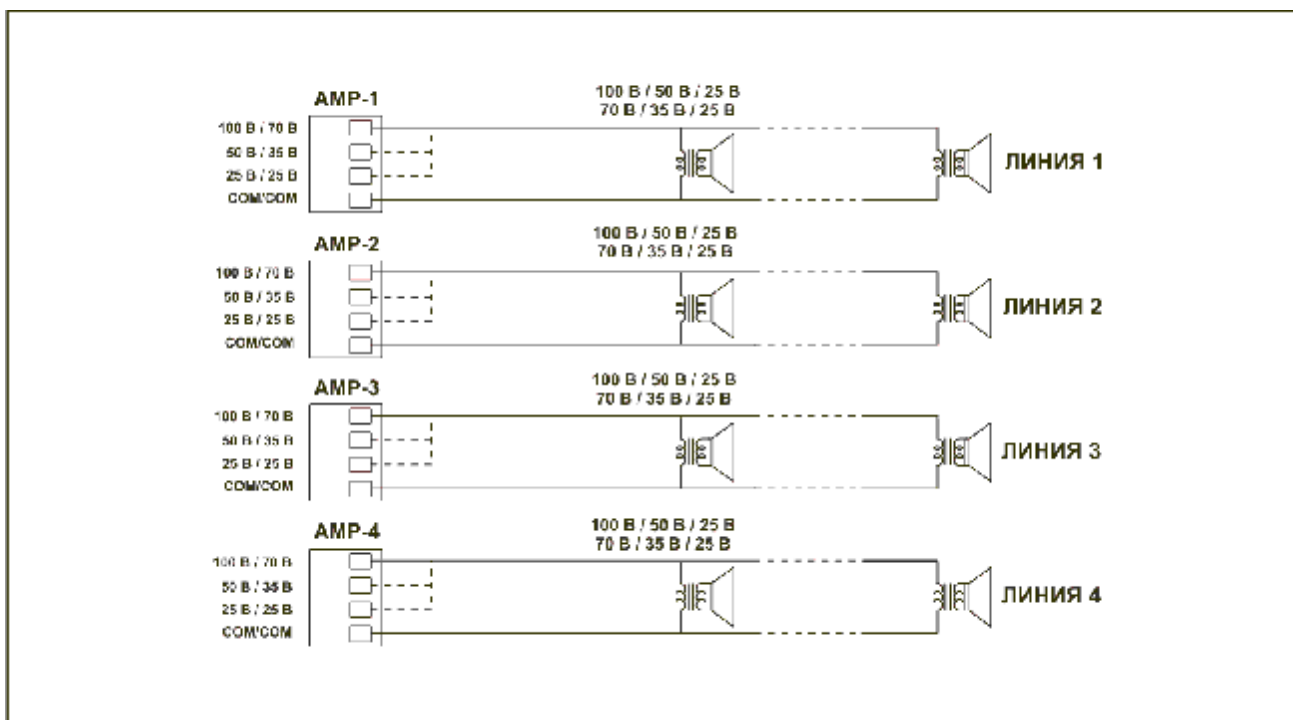 100 В / 50 В / 25 В
70 В / 35 В / 25 В
AMP-1
100 В / 70 В
50 В / 35 В
25 В / 25 В
COM/COM
ЛИНИЯ 1
100 В / 50 В / 25 В
70 В / 35 В / 25 В
AMP-2
100 В / 70 В
50 В / 35 В
25 В / 25 В
COM/COM
ЛИНИЯ 2
100 В / 50 В / 25 В
70 В / 35 В / 25 В
AMP-3
100 В / 70 В
50 В / 35 В
25 В / 25 В
COM/COM
ЛИНИЯ 3
100 В / 50 В / 25 В
70 В / 35 В / 25 В
AMP-4
100 В / 70 В
50 В / 35 В
25 В / 25 В
COM/COM
ЛИНИЯ 4